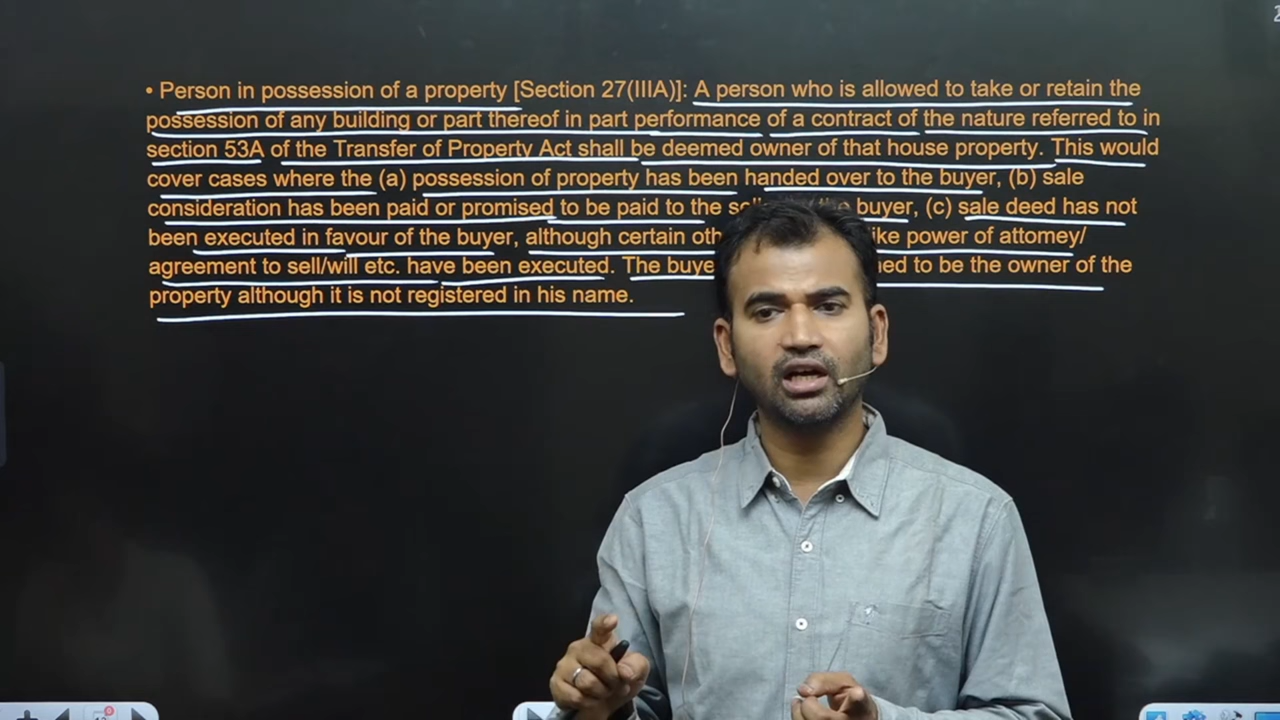 • Person in possession of a property [Section 27(IIIA)]: A person who is allowed to take or retain the
possession of any building or part thereof in part performance of a contract of the nature referred to in
section 53A of the Transfer of Property Act shall be deemed owner of that house property. This would
cover cases where the (a) possession of property has been handed over to the buyer, (b) sale
consideration has been paid or promised to be paid to the buyer, (c) sale deed has not
been executed in favour of the buyer, although certain power of attorney/
agreement to sell/will etc. have been executed. The to be the owner of the
property although it is not registered in his name.